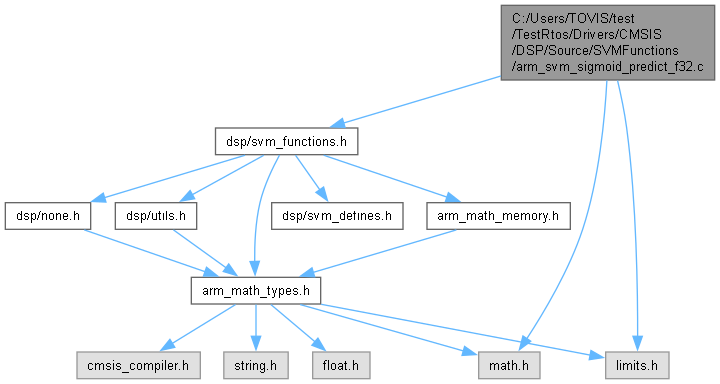 C:/Users/TOVIS/test
/TestRtos/Drivers/CMSIS
/DSP/Source/SVMFunctions
/arm_svm_sigmoid_predict_f32.c
dsp/svm_functions.h
dsp/none.h
dsp/utils.h
dsp/svm_defines.h
arm_math_memory.h
arm_math_types.h
cmsis_compiler.h
string.h
float.h
math.h
limits.h